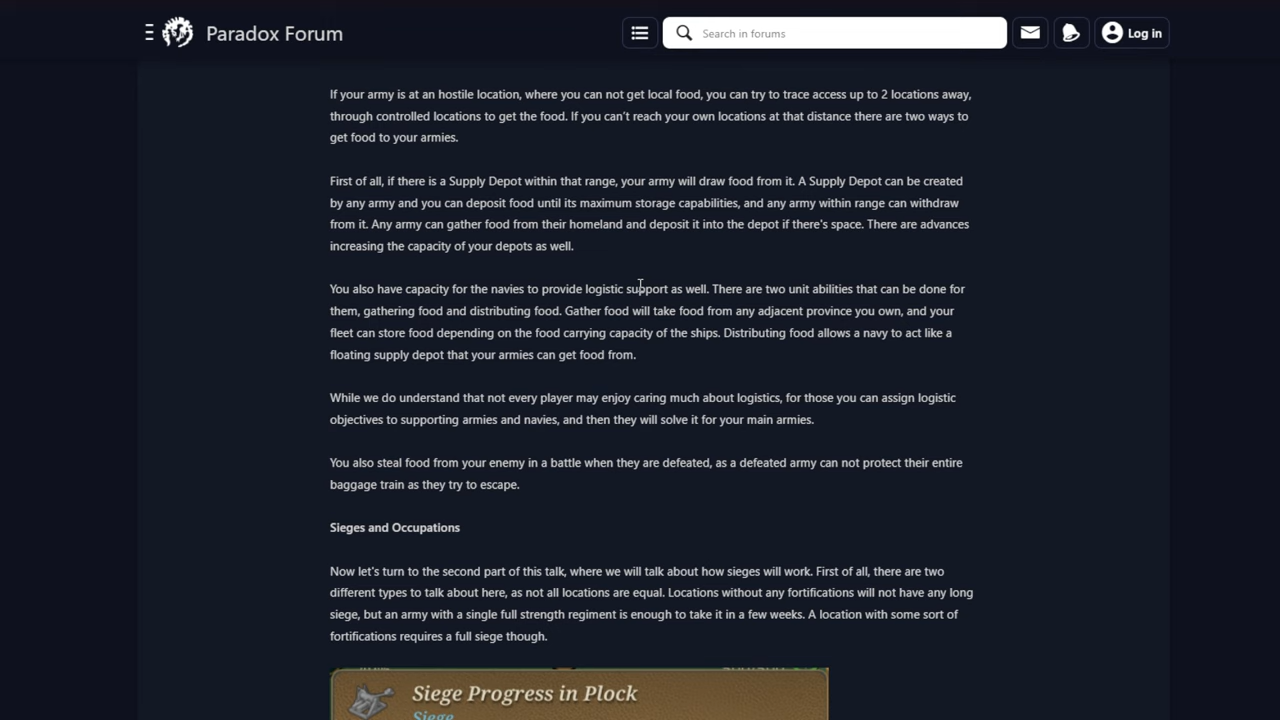 Paradox Forum
Search in forums
Log in
If your army is at an hostile location, where you can not get local food, you can try to trace access up to 2 locations away,
through controlled locations to get the food. If you can't reach your own locations at that distance there are two ways to
get food to your armies.
First of all, if there is a Supply Depot within that range, your army will draw food from it. A Supply Depot can be created
by any army and you can deposit food until its maximum storage capabilities, and any army within range can withdraw
from it. Any army can gather food from their homeland and deposit it into the depot if there's space. There are advances
increasing the capacity of your depots as well.
You also have capacity for the navies to provide logistic support as well. There are two unit abilities that can be done for
them, gathering food and distributing food. Gather food will take food from any adjacent province you own, and your
fleet can store food depending on the food carrying capacity of the ships. Distributing food allows a navy to act like a
floating supply depot that your armies can get food from.
While we do understand that not every player may enjoy caring much about logistics, for those you can assign logistic
objectives to supporting armies and navies, and then they will solve it for your main armies.
You also steal food from your enemy in a battle when they are defeated, as a defeated army can not protect their entire
baggage train as they try to escape.
Sieges and Occupations
Now let's turn to the second part of this talk, where we will talk about how sieges will work. First of all, there are two
different types to talk about here, as not all locations are equal. Locations without any fortifications will not have any long
siege, but an army with a single full strength regiment is enough to take it in a few weeks. A location with some sort of
fortifications requires a full siege though.
Siege Progress in Plock
Siege